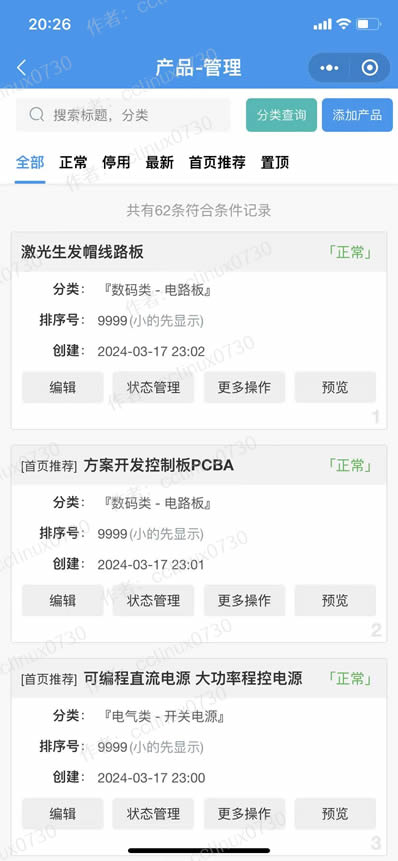 20:26
产品-管理
搜索标题，分类
分类查询
添加产品
全部 正常 停用 最新 首页推荐 置顶
共有62条符合条件记录
激光生发帽线路板 「正常」
分类： 『数码类 - 电路板』
排序号： 9999(小的先显示)
创建： 2024-03-17 23:02
编辑 状态管理 更多操作 预览
1
[首页推荐] 方案开发控制板PCBA 「正常」
分类： 『数码类 - 电路板』
排序号： 9999(小的先显示)
创建： 2024-03-17 23:01
编辑 状态管理 更多操作 预览
2
[首页推荐] 可编程直流电源 大功率程控电源 「正常」
分类： 『电气类 - 开关电源』
排序号： 9999(小的先显示)
创建： 2024-03-17 23:00
编辑 状态管理 更多操作 预览
3
作者：cclinux0730